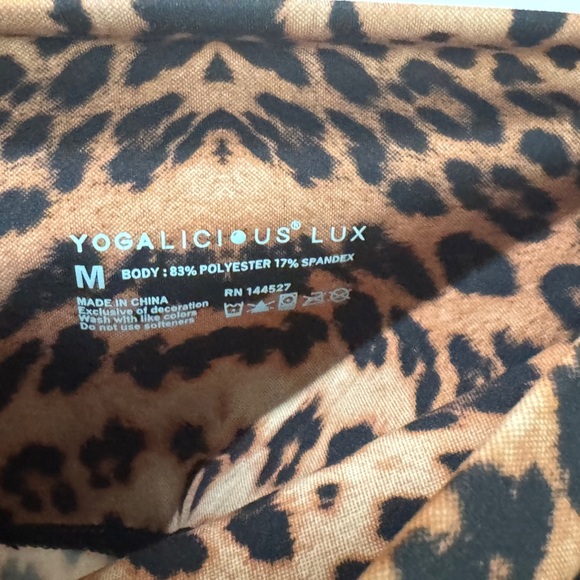 YOGALICIOUS® LUX
M BODY : 83% POLYESTER 17% SPANDEX
MADE IN CHINA RN 144527
Exclusive of decoration
Wash with like colors
Do not use softeners